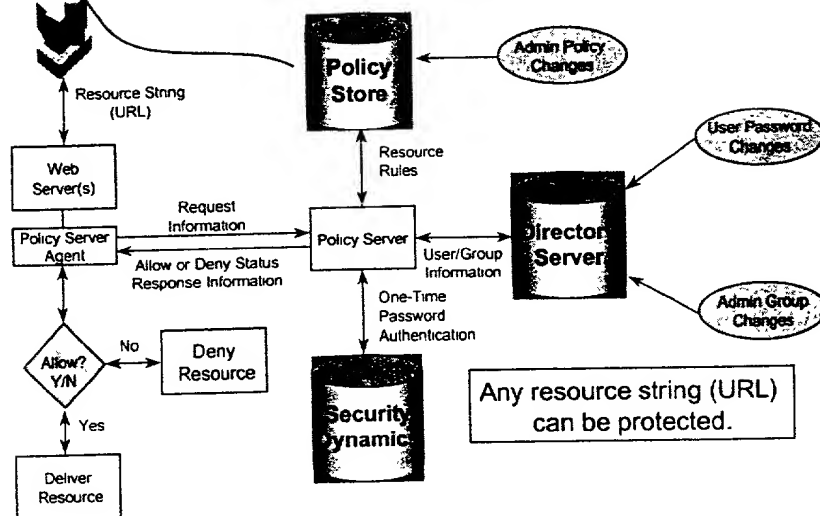 Resource String
(URL)
Policy
Store
Admin Policy
Changes
User Password
Changes
Resource
Rules
Web
Server(s)
Request
Information
Policy Server
Agent
Allow or Deny Status
Response Information
Policy Server
User/Group
Information
Director
Server
Admin Group
Changes
One-Time
Password
Authentication
Allow?
Y/N
No
Deny
Resource
Yes
Deliver
Resource
Security
Dynamic
Any resource string (URL)
can be protected.